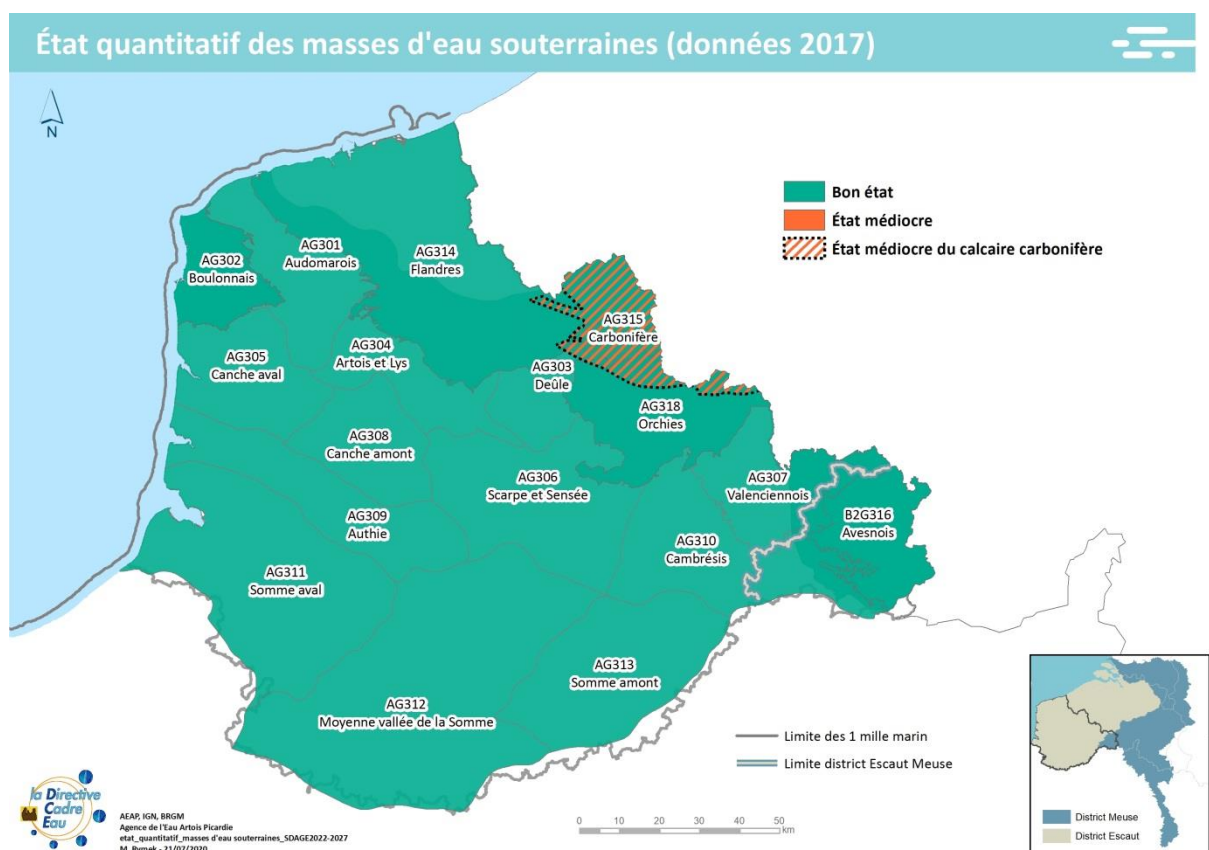 État quantitatif des masses d'eau souterraines (données 2017)
N
Bon état
État médiocre
État médiocre du calcaire carbonifère
AG301
Audomarois
AG302
Boulonnais
AG314
Flandres
AG315
Carbonifère
AG305
Canche aval
AG304
Artois et Lys
AG303
Deûle
AG318
Orchies
AG308
Canche amont
AG306
Scarpe et Sensée
AG307
Valenciennois
AG309
Authie
B2G316
Avesnois
AG310
Cambrésis
AG311
Somme aval
AG313
Somme amont
AG312
Moyenne vallée de la Somme
Limite des 1 mille marin
Limite district Escaut Meuse
District Meuse
District Escaut
0 10 20 30 40 50
km
la Directive
Cadre
Eau
AEAP, IGN, BRGM
Agence de l'Eau Artois Picardie
etat_quantitatif_masses d'eau souterraines_SDAGE2022-2027
M. Rymek - 21/07/2020